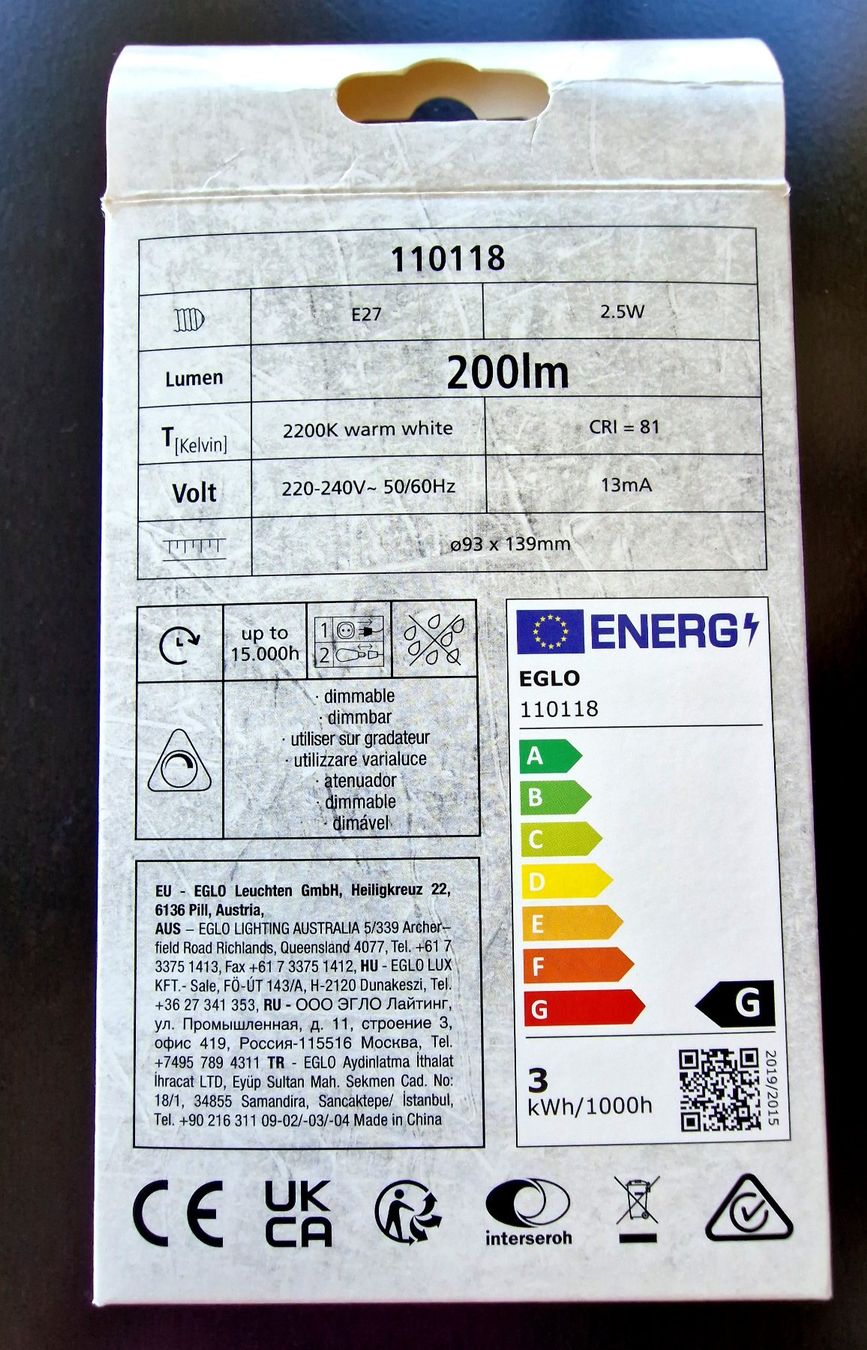 110118
E27 2.5W
Lumen 200lm
T[Kelvin] 2200K warm white CRI = 81
Volt 220-240V~ 50/60Hz 13mA
ø93 x 139mm
up to
15.000h
1
2
· dimmable
· dimmbar
· utiliser sur gradateur
· utilizzare varialuce
· atenuador
· dimmable
· dimável
EU - EGLO Leuchten GmbH, Heiligkreuz 22,
6136 Pill, Austria,
AUS – EGLO LIGHTING AUSTRALIA 5/339 Archer-
field Road Richlands, Queensland 4077, Tel. +61 7
3375 1413, Fax +61 7 3375 1412, HU - EGLO LUX
KFT.- Sale, FÖ-ÚT 143/A, H-2120 Dunakeszi, Tel.
+36 27 341 353, RU - ООО ЭГЛО Лайтинг,
ул. Промышленная, д. 11, строение 3,
офис 419, Россия-115516 Москва, Tel.
+7495 789 4311 TR - EGLO Aydinlatma İthalat
İhracat LTD, Eyüp Sultan Mah. Sekmen Cad. No:
18/1, 34855 Samandira, Sancaktepe/ İstanbul,
Tel. +90 216 311 09-02/-03/-04 Made in China
ENERG
EGLO
110118
A
B
C
D
E
F
G
G
3
kWh/1000h
2019/2015
CE
UK
CA
interseroh